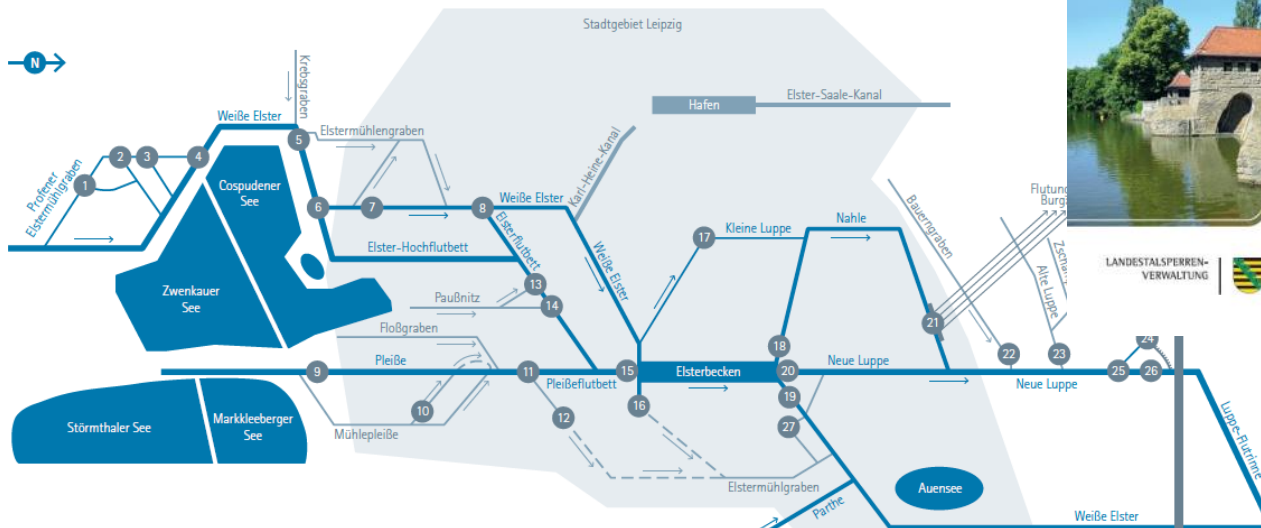 Stadtgebiet Leipzig
N
Krebsgraben
Hafen
Elster-Saale-Kanal
Weiße Elster
5
Elstermühlengraben
Karl-Heine-Kanal
Profener
Elstermühlgraben
1
2
3
4
Cospudener
See
6
7
8
Weiße Elster
Bauerngraben
Flutung
Burg
17
Kleine Luppe
Nahle
Elster-Hochflutbett
Elsterflutbett
Weiße Elster
Alte Luppe
LANDESTALSPERREN-
VERWALTUNG
Zwenkauer
See
Paußnitz
13
14
Floßgraben
21
18
22
23
24
9
Pleiße
11
Pleißeflutbett
15
Elsterbecken
20
Neue Luppe
Neue Luppe
25
26
10
Mühlepleiße
12
16
19
27
Störmthaler See
Markkleeberger
See
Elstermühlgraben
Auensee
Luppe-Flutrinne
Parthe
Weiße Elster